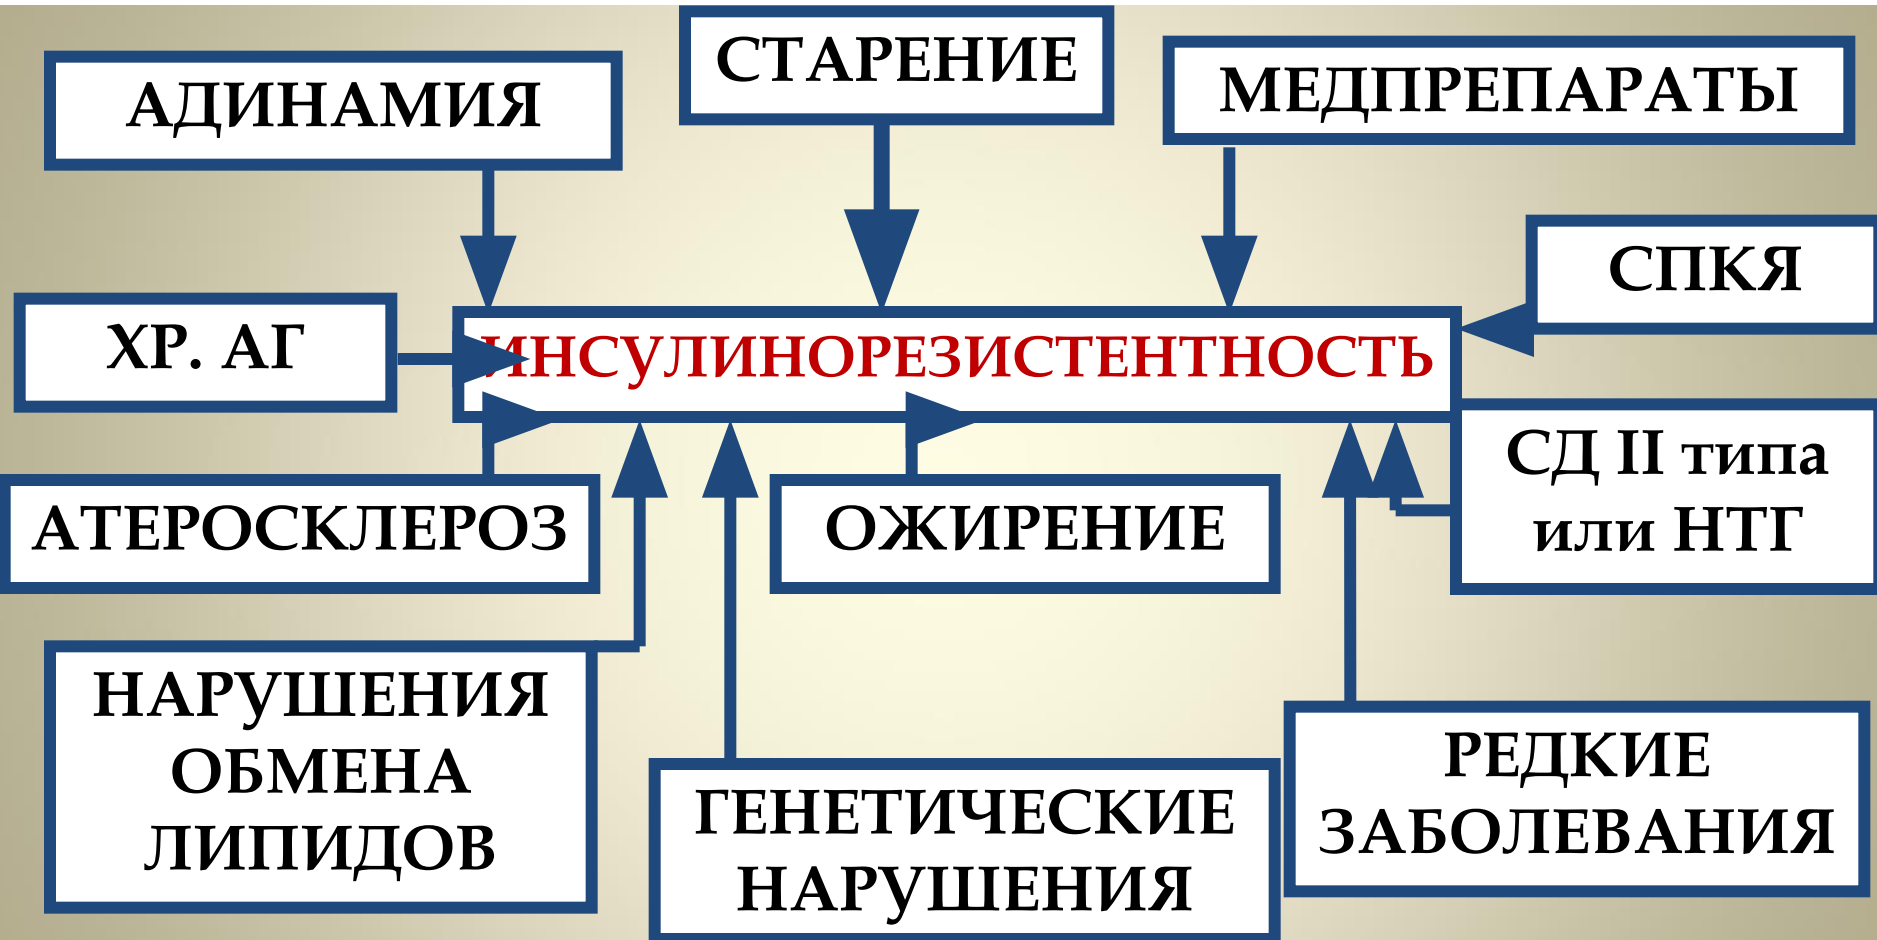 СТАРЕНИЕ
АДИНАМИЯ
МЕДПРЕПАРАТЫ
СПКЯ
ХР. АГ
ИНСУЛИНОРЕЗИСТЕНТНОСТЬ
СД II типа
или НТГ
АТЕРОСКЛЕРОЗ
ОЖИРЕНИЕ
НАРУШЕНИЯ
ОБМЕНА
ЛИПИДОВ
ГЕНЕТИЧЕСКИЕ
НАРУШЕНИЯ
РЕДКИЕ
ЗАБОЛЕВАНИЯ